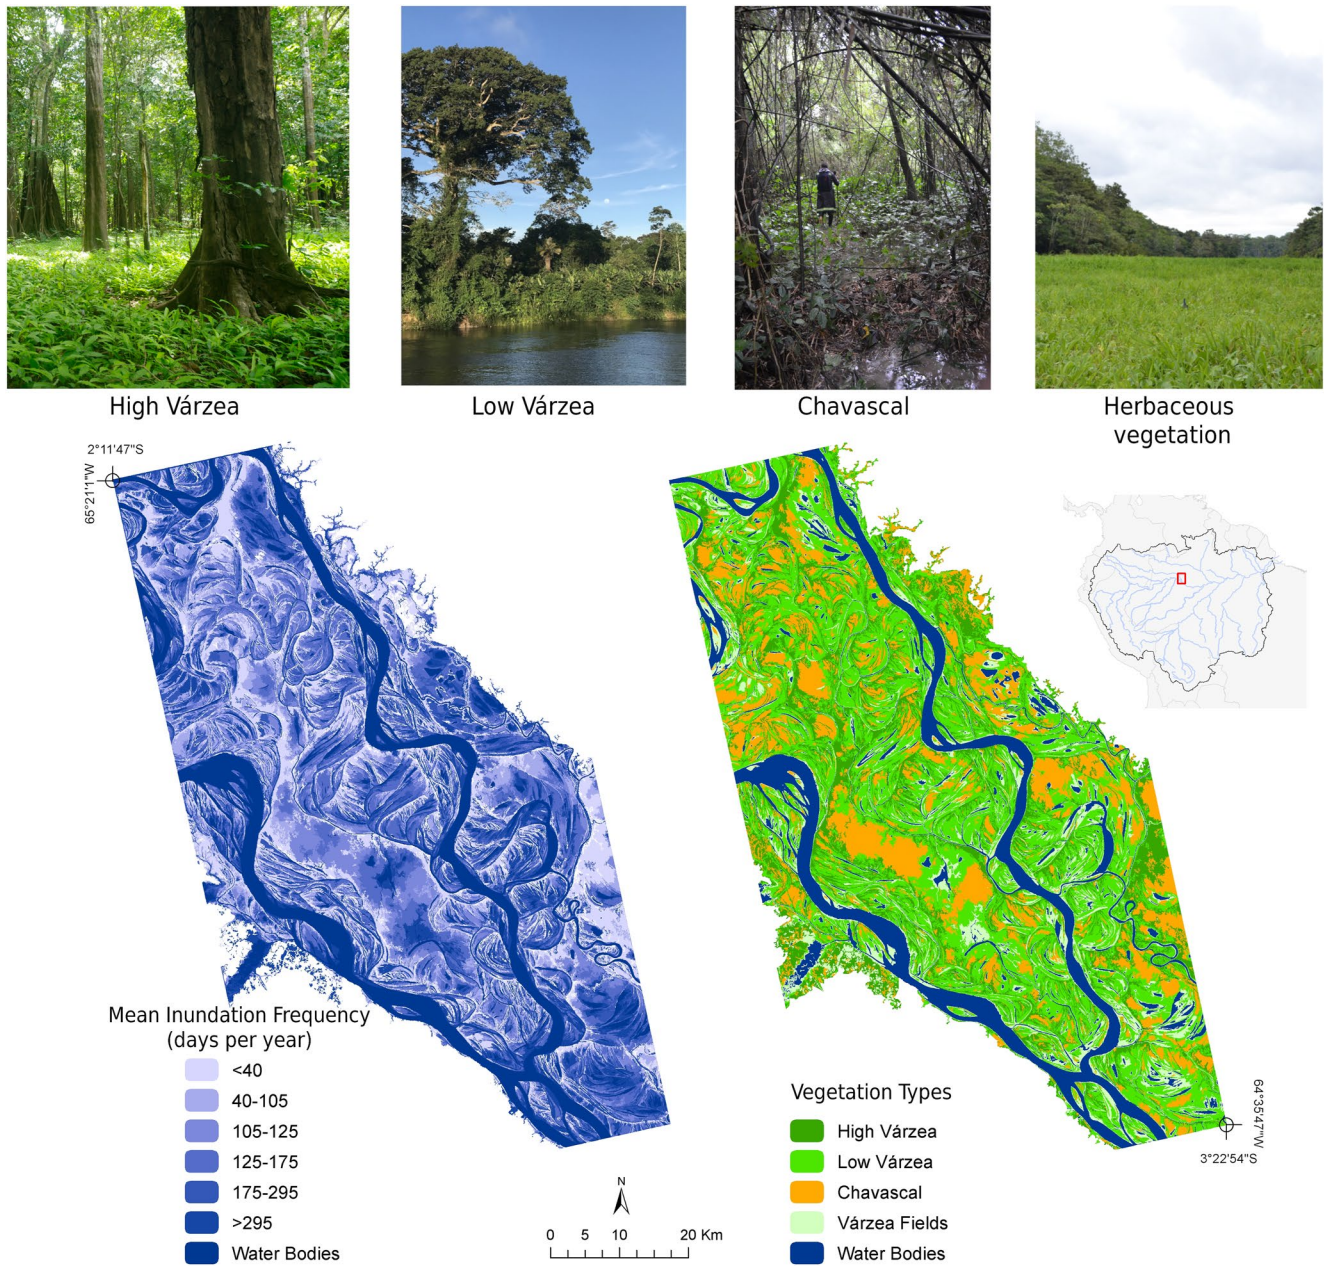 High Várzea
Low Várzea
Chavascal
Herbaceous
vegetation
2°11'47"S
65°21'1"W
Mean Inundation Frequency
(days per year)
<40
40-105
105-125
125-175
175-295
>295
Water Bodies
N
0 5 10 20 Km
Vegetation Types
High Várzea
Low Várzea
Chavascal
Várzea Fields
Water Bodies
64°35'47"W
3°22'54"S